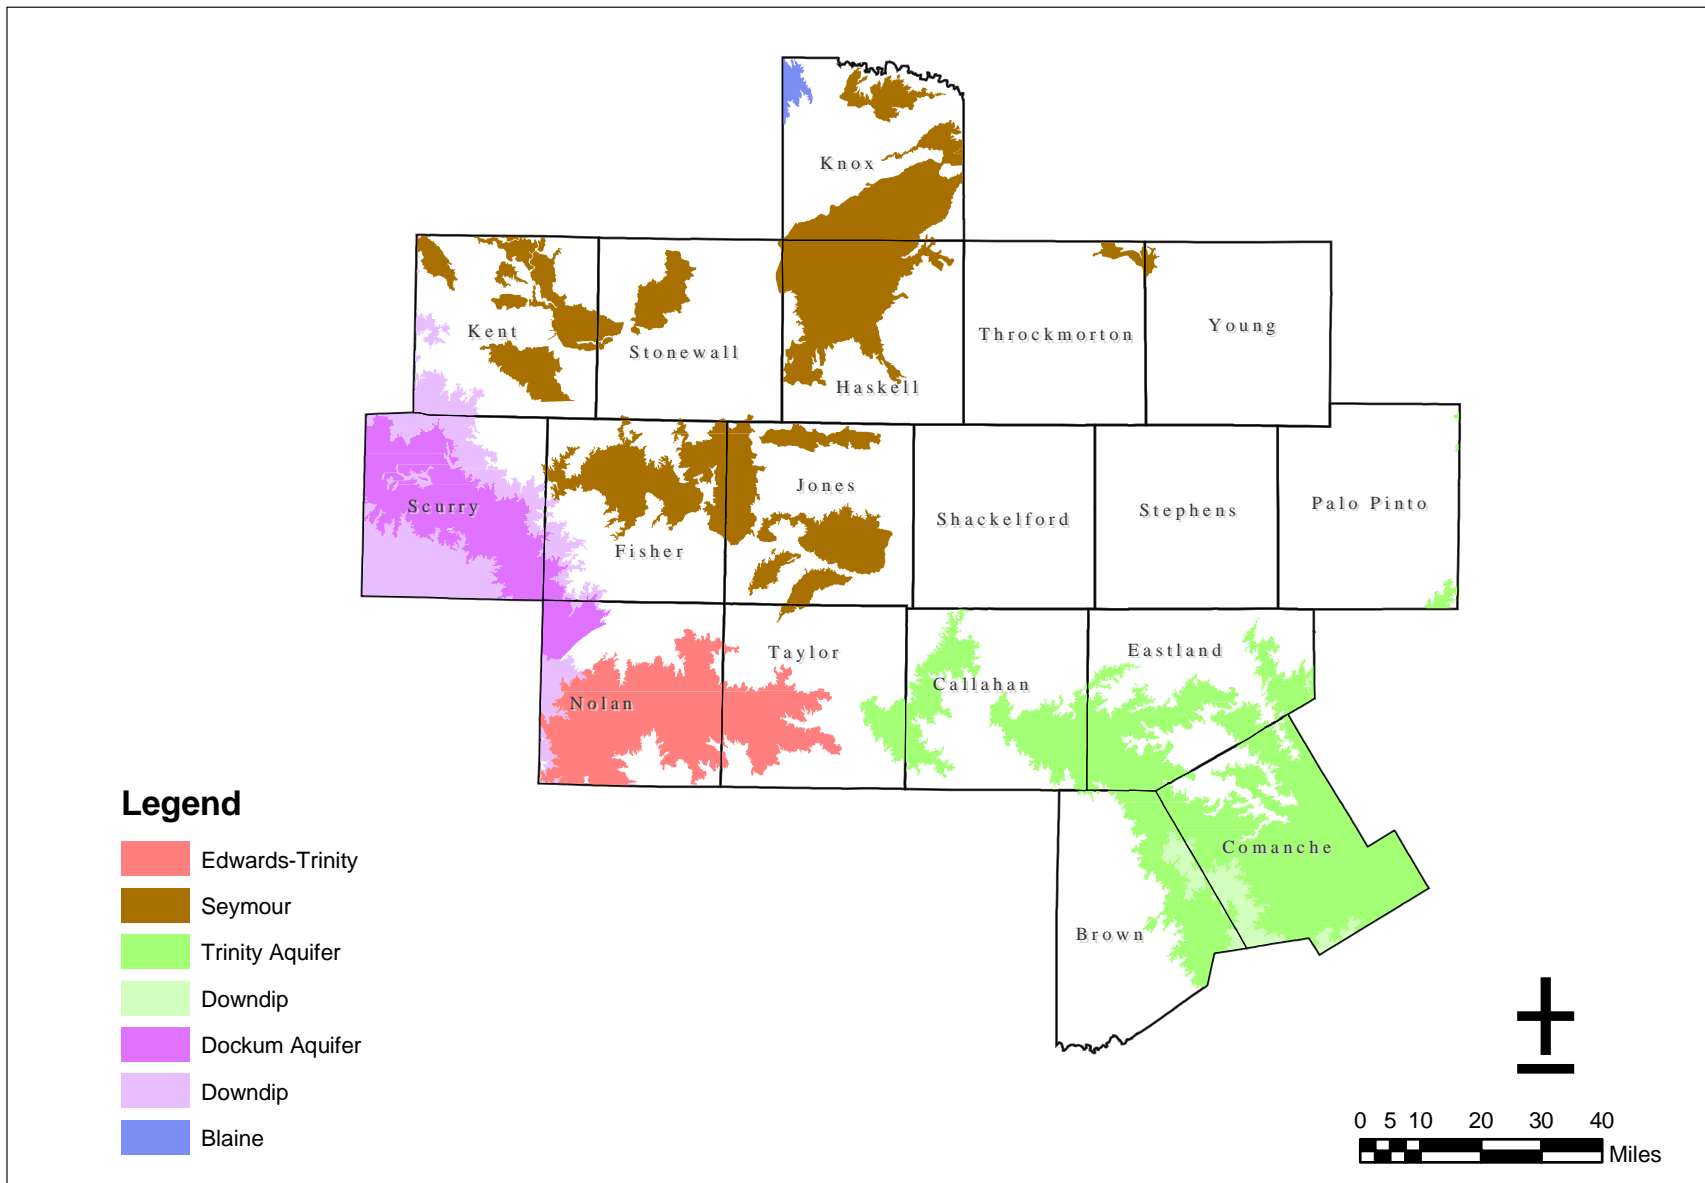 Knox
Kent
Stonewall
Haskell
Throckmorton
Young
Scurry
Fisher
Jones
Shackelford
Stephens
Palo Pinto
Nolan
Taylor
Callahan
Eastland
Comanche
Brown
Legend
Edwards-Trinity
Seymour
Trinity Aquifer
Downdip
Dockum Aquifer
Downdip
Blaine
0 5 10 20 30 40
Miles